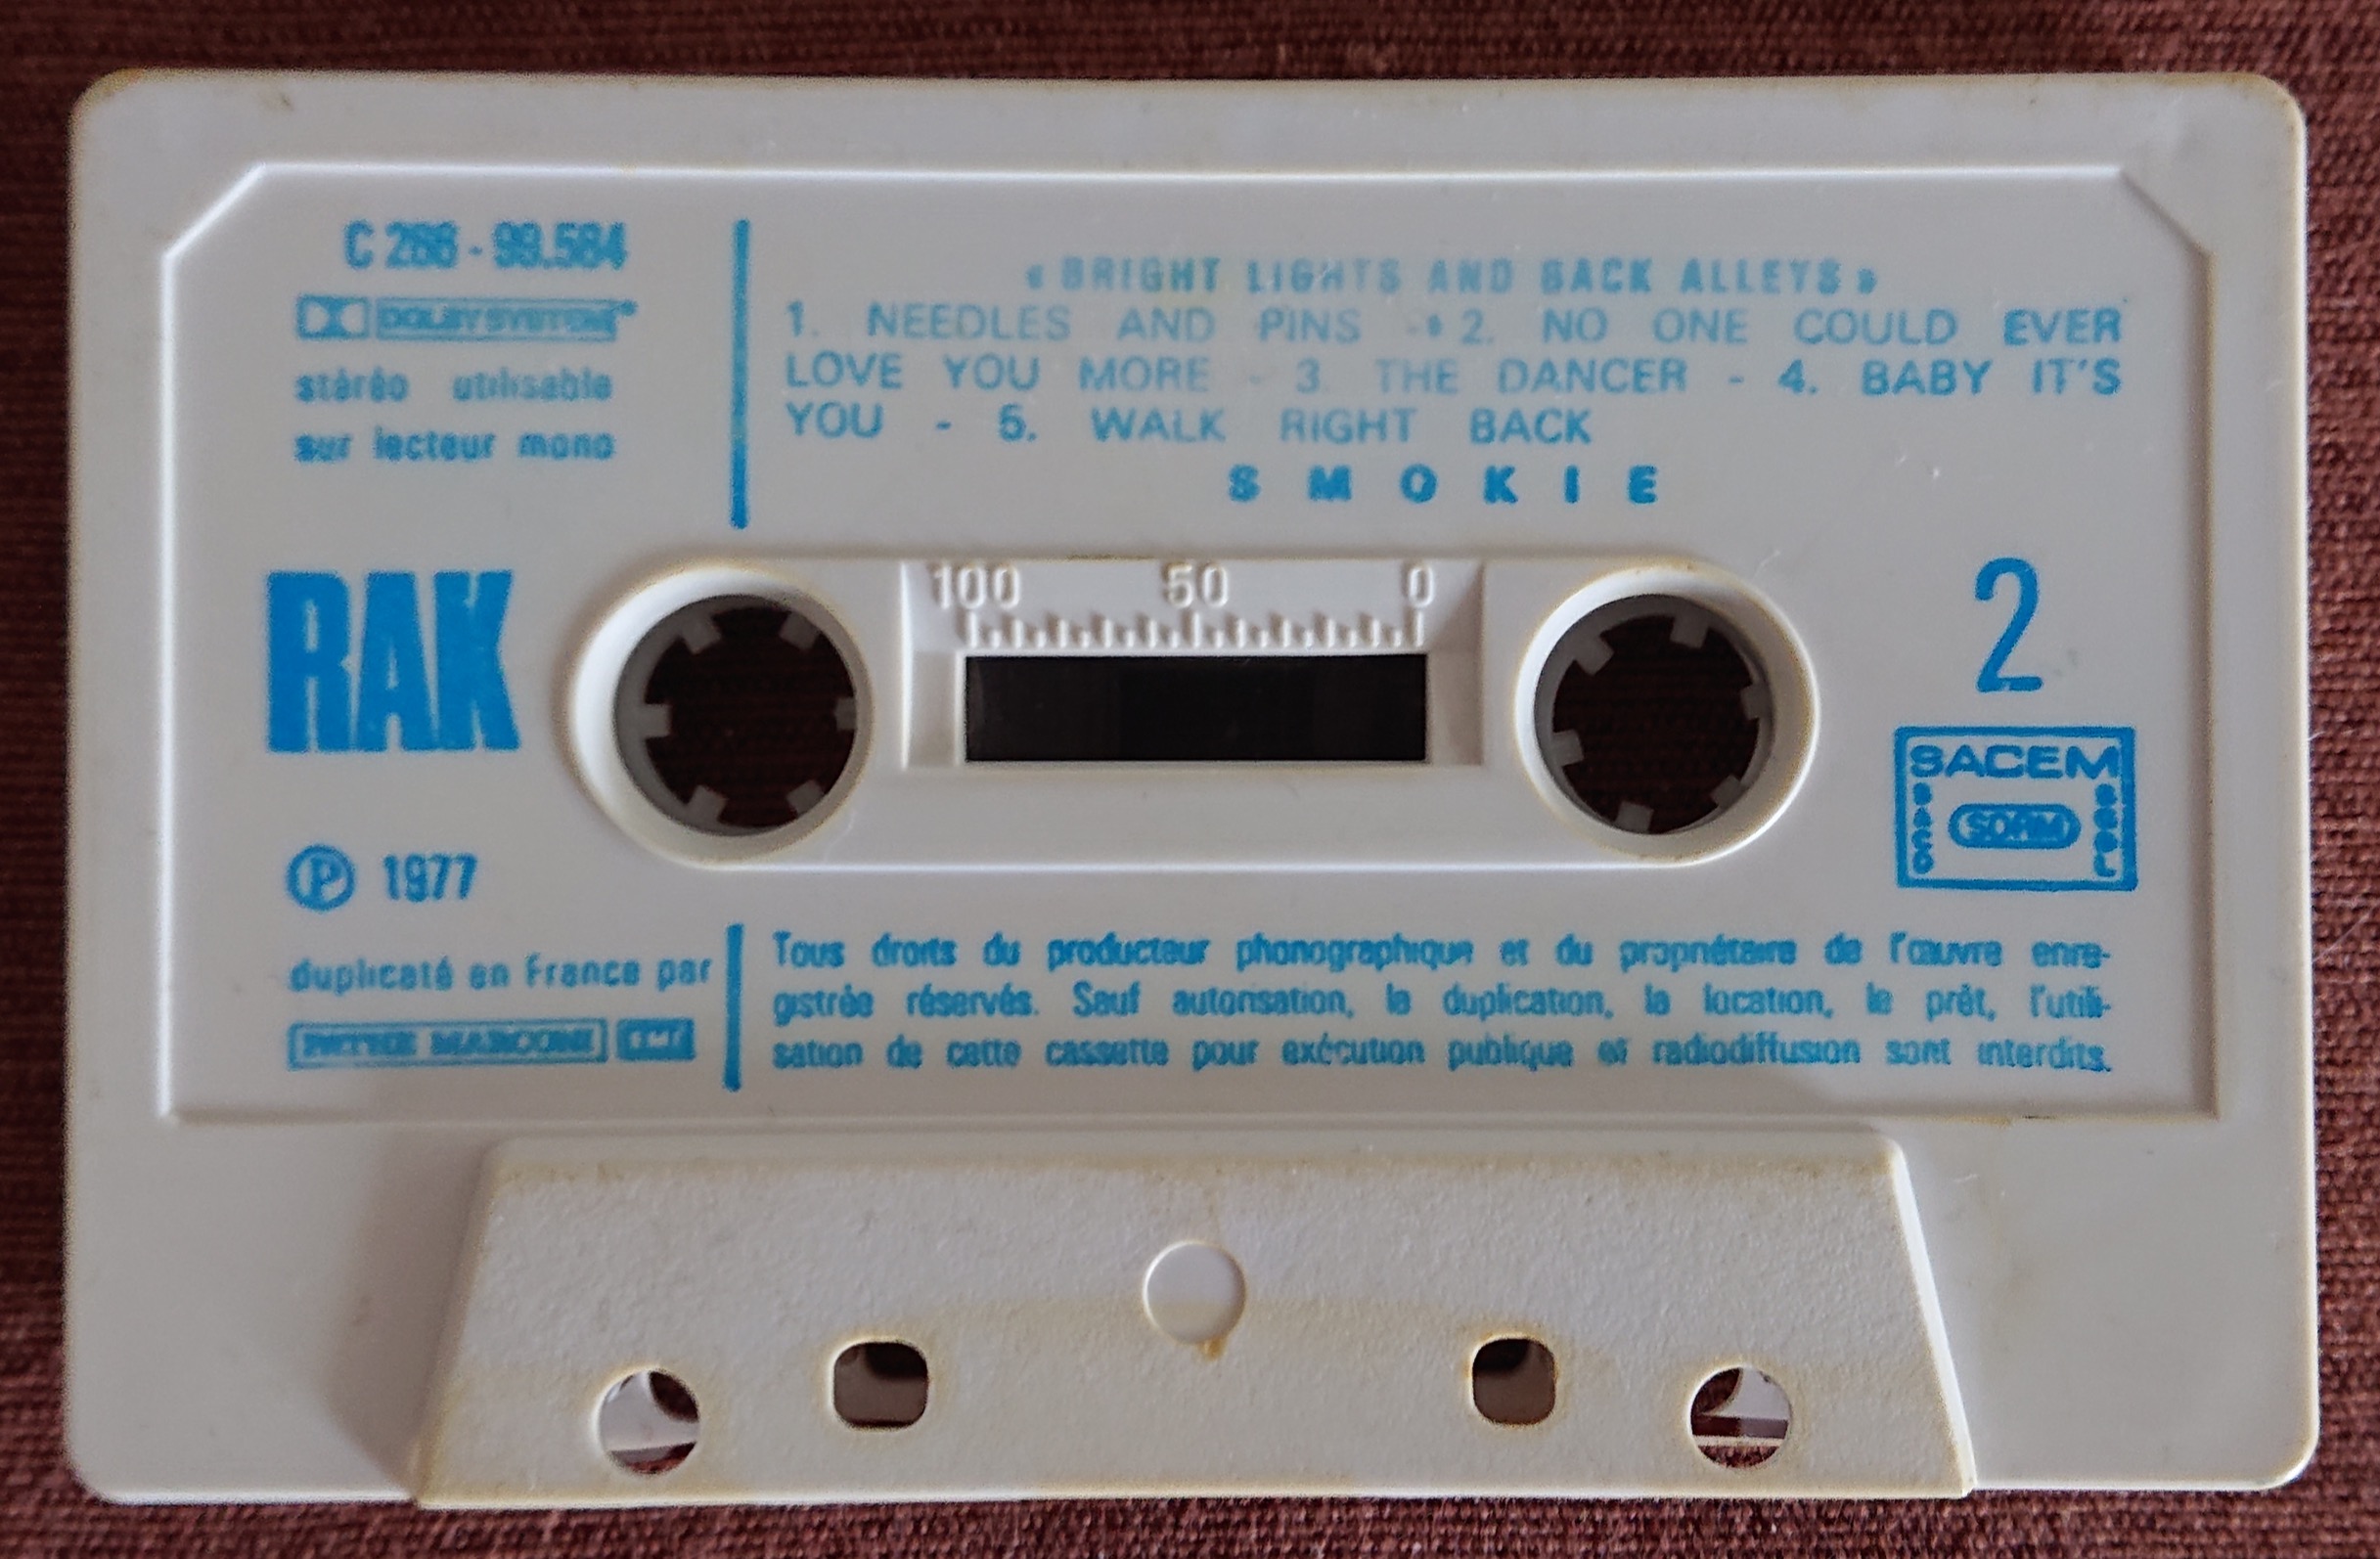 C 266 - 99.584
DOLBY SYSTEM
stéréo utilisable
sur lecteur mono
« BRIGHT LIGHTS AND BACK ALLEYS »
1. NEEDLES AND PINS - 2. NO ONE COULD EVER
LOVE YOU MORE - 3. THE DANCER - 4. BABY IT'S
YOU - 5. WALK RIGHT BACK
SMOKIE
100 50 0
RAK
2
SACEM
SACD SDRM SGDL
℗ 1977
duplicaté en France par
PATHE MARCONI EMI
Tous droits du producteur phonographique et du propriétaire de l'œuvre enre-
gistrée réservés. Sauf autorisation, la duplication, la location, le prêt, l'utili-
sation de cette cassette pour exécution publique et radiodiffusion sont interdits.